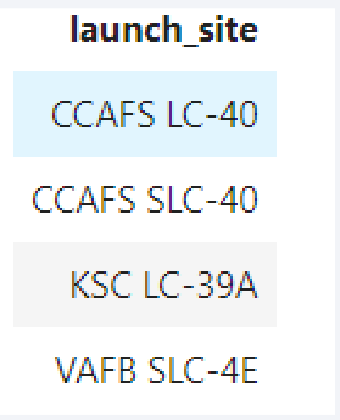 launch_site
CCAFS LC-40
CCAFS SLC-40
KSC LC-39A
VAFB SLC-4E